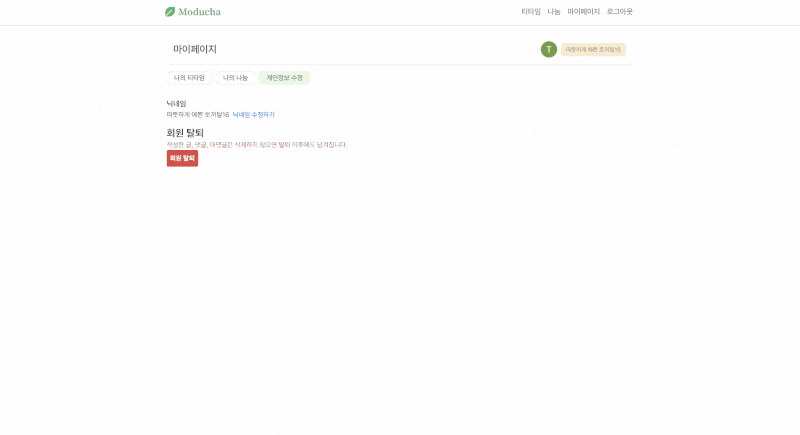 Moducha
티타임 나눔 마이페이지 로그아웃
마이페이지
T 따뜻하게 예쁜 토끼털16
나의 티타임 나의 나눔 개인정보 수정
닉네임
따뜻하게 예쁜 토끼털16 닉네임 수정하기
회원 탈퇴
작성한 글, 댓글, 대댓글은 삭제하지 않으면 탈퇴 이후에도 남겨집니다.
회원 탈퇴